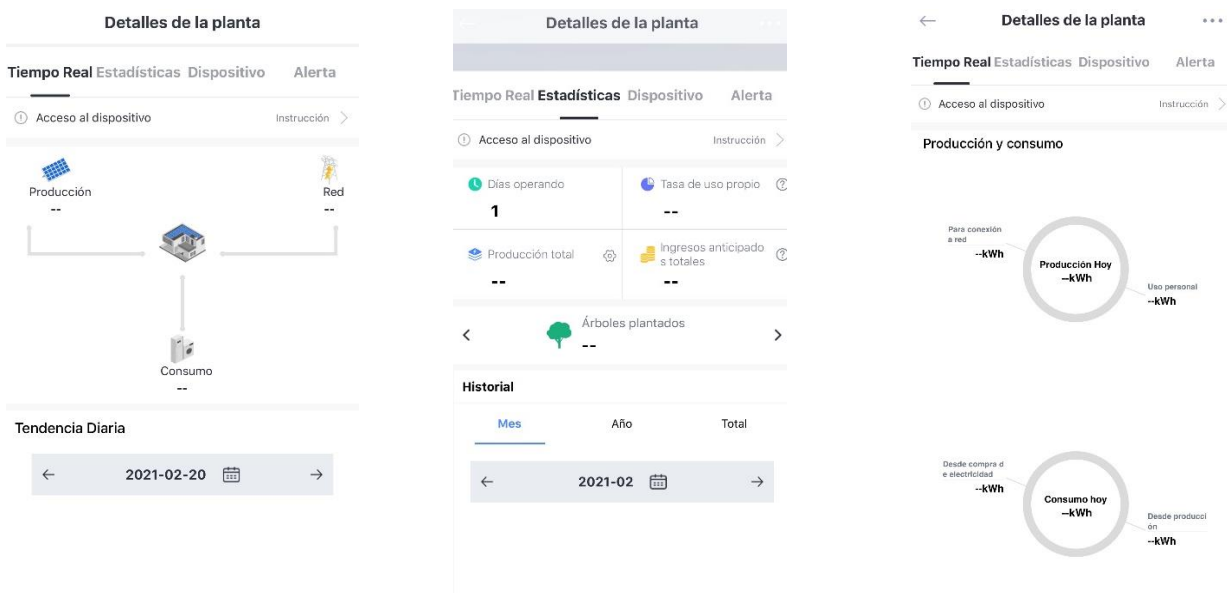 Detalles de la planta
Tiempo Real Estadísticas Dispositivo Alerta
Acceso al dispositivo Instrucción
Producción
--
Red
--
Consumo
--
Tendencia Diaria
2021-02-20
Detalles de la planta
Tiempo Real Estadísticas Dispositivo Alerta
Acceso al dispositivo Instrucción
Días operando
1
Tasa de uso propio
--
Producción total
--
Ingresos anticipado
s totales
--
Árboles plantados
--
Historial
Mes Año Total
2021-02
Detalles de la planta
Tiempo Real Estadísticas Dispositivo Alerta
Acceso al dispositivo Instrucción
Producción y consumo
Para conexión
a red
--kWh
Producción Hoy
--kWh
Uso personal
--kWh
Desde compra d
e electricidad
--kWh
Consumo hoy
--kWh
Desde producci
ón
--kWh